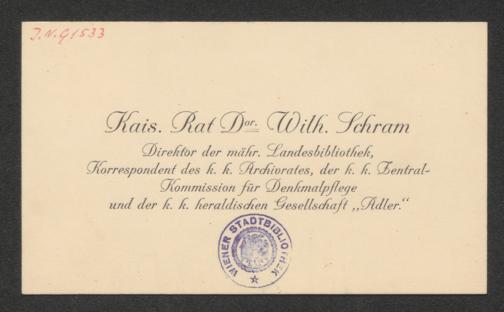 J.N. 91533
Kais. Rat Dor. Wilh. Schram
Direktor der mähr. Landesbibliothek,
Korrespondent des k. k. Archivrates, der k. k. Zentral-
Kommission für Denkmalpflege
und der k. k. heraldischen Gesellschaft „Adler.“
WIENER STADTBIBLIOTHEK